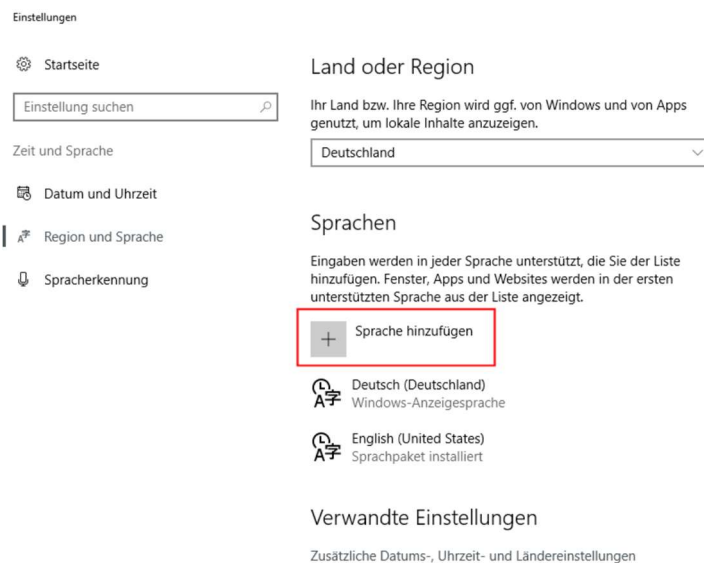 Einstellungen
Startseite
Einstellung suchen
Zeit und Sprache
Datum und Uhrzeit
Region und Sprache
Spracherkennung
Land oder Region
Ihr Land bzw. Ihre Region wird ggf. von Windows und von Apps
genutzt, um lokale Inhalte anzuzeigen.
Deutschland
Sprachen
Eingaben werden in jeder Sprache unterstützt, die Sie der Liste
hinzufügen. Fenster, Apps und Websites werden in der ersten
unterstützten Sprache aus der Liste angezeigt.
Sprache hinzufügen
Deutsch (Deutschland)
Windows-Anzeigesprache
English (United States)
Sprachpaket installiert
Verwandte Einstellungen
Zusätzliche Datums-, Uhrzeit- und Ländereinstellungen